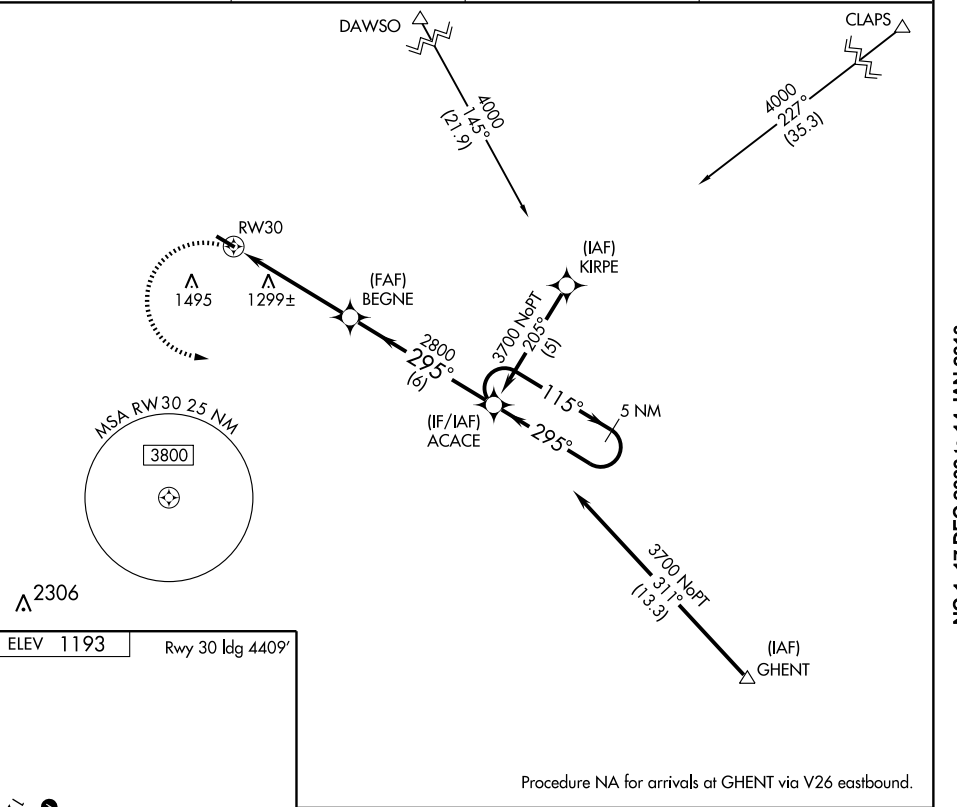 DAWSO
CLAPS
4000
145°
(21.9)
4000
227°
(35.3)
RW30
(IAF)
KIRPE
1495
1299±
(FAF)
BEGNE
3700 NoPT
205°
(5)
2800
295°
(6)
115°
5 NM
(IF/IAF)
ACACE
295°
MSA RW30 25 NM
3800
3700 NoPT
311°
(13.3)
2306
ELEV 1193
Rwy 30 ldg 4409'
(IAF)
GHENT
Procedure NA for arrivals at GHENT via V26 eastbound.